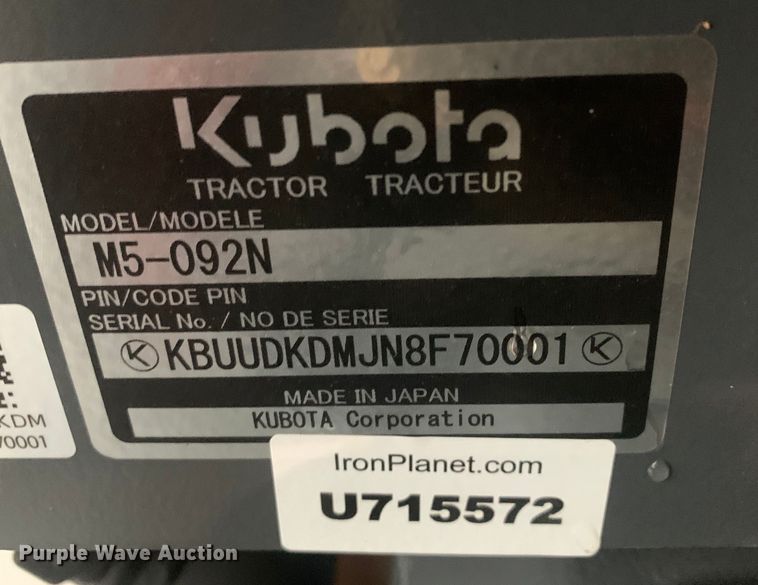 Kubota
TRACTOR TRACTEUR
MODEL/MODELE
M5-092N
PIN/CODE PIN
SERIAL No. / NO DE SERIE
K KBUUDKDMJN8F70001 K
MADE IN JAPAN
KUBOTA Corporation
KDM
70001
IronPlanet.com
U715572
Purple Wave Auction